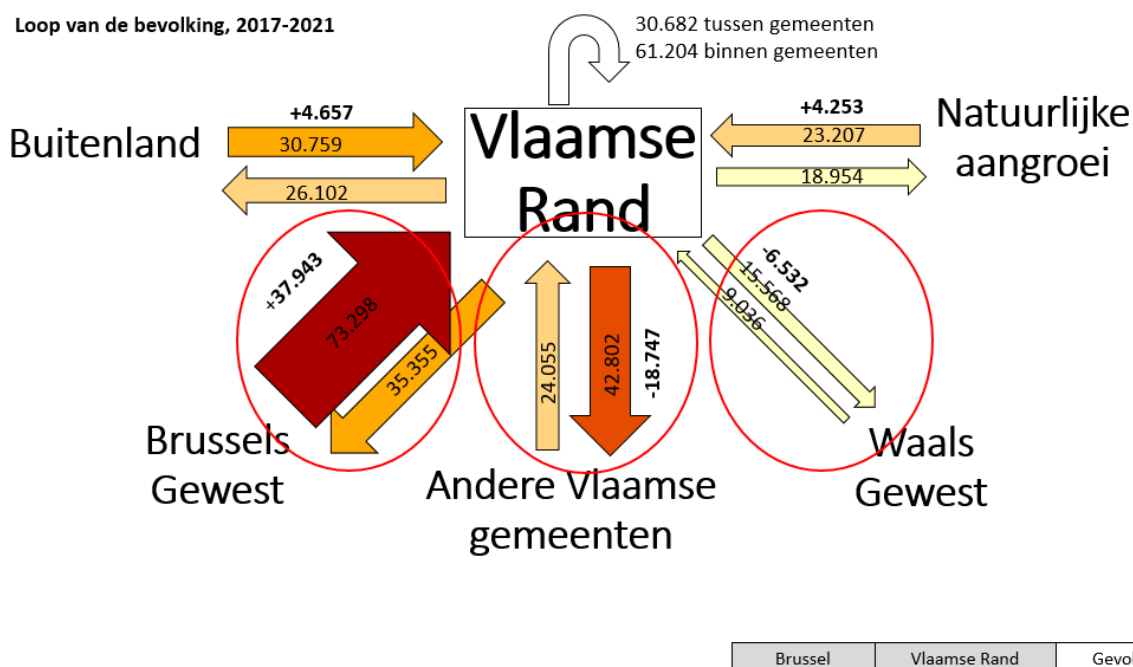 Loop van de bevolking, 2017-2021
30.682 tussen gemeenten
61.204 binnen gemeenten
Buitenland
+4.657
30.759
26.102
Vlaamse
Rand
+4.253
23.207
18.954
Natuurlijke
aangroei
+37.943
73.298
35.355
24.055
42.802
-18.747
-6.532
15.568
9.036
Brussels
Gewest
Andere Vlaamse
gemeenten
Waals
Gewest
Brussel
Vlaamse Rand